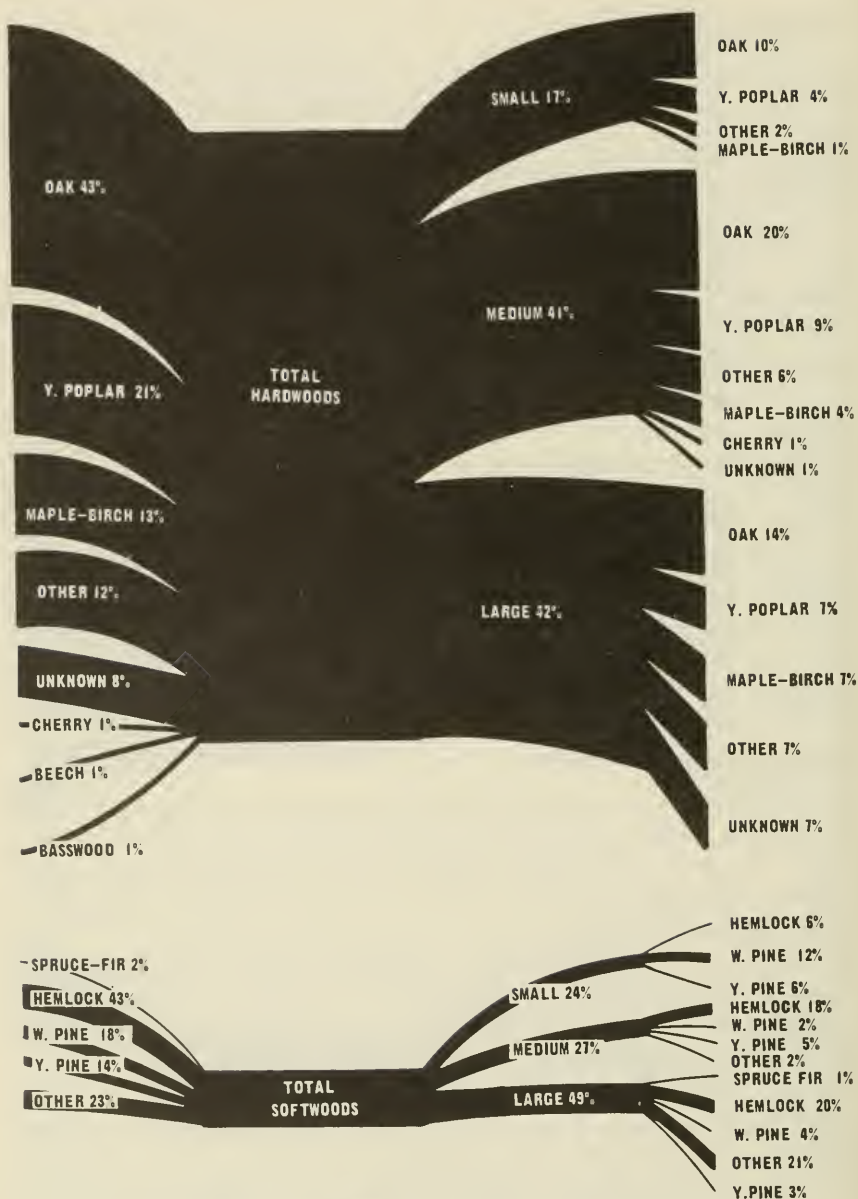 OAK 43%
Y. POPLAR 21%
MAPLE–BIRCH 13%
OTHER 12%
UNKNOWN 8%
CHERRY 1%
BEECH 1%
BASSWOOD 1%
TOTAL
HARDWOODS
SMALL 17%
OAK 10%
Y. POPLAR 4%
OTHER 2%
MAPLE–BIRCH 1%
MEDIUM 41%
OAK 20%
Y. POPLAR 9%
OTHER 6%
MAPLE–BIRCH 4%
CHERRY 1%
UNKNOWN 1%
LARGE 42%
OAK 14%
Y. POPLAR 7%
MAPLE–BIRCH 7%
OTHER 7%
UNKNOWN 7%
SPRUCE–FIR 2%
HEMLOCK 43%
W. PINE 18%
Y. PINE 14%
OTHER 23%
TOTAL
SOFTWOODS
SMALL 24%
HEMLOCK 6%
W. PINE 12%
Y. PINE 6%
MEDIUM 27%
HEMLOCK 18%
W. PINE 2%
Y. PINE 5%
OTHER 2%
LARGE 49%
SPRUCE FIR 1%
HEMLOCK 20%
W. PINE 4%
OTHER 21%
Y.PINE 3%